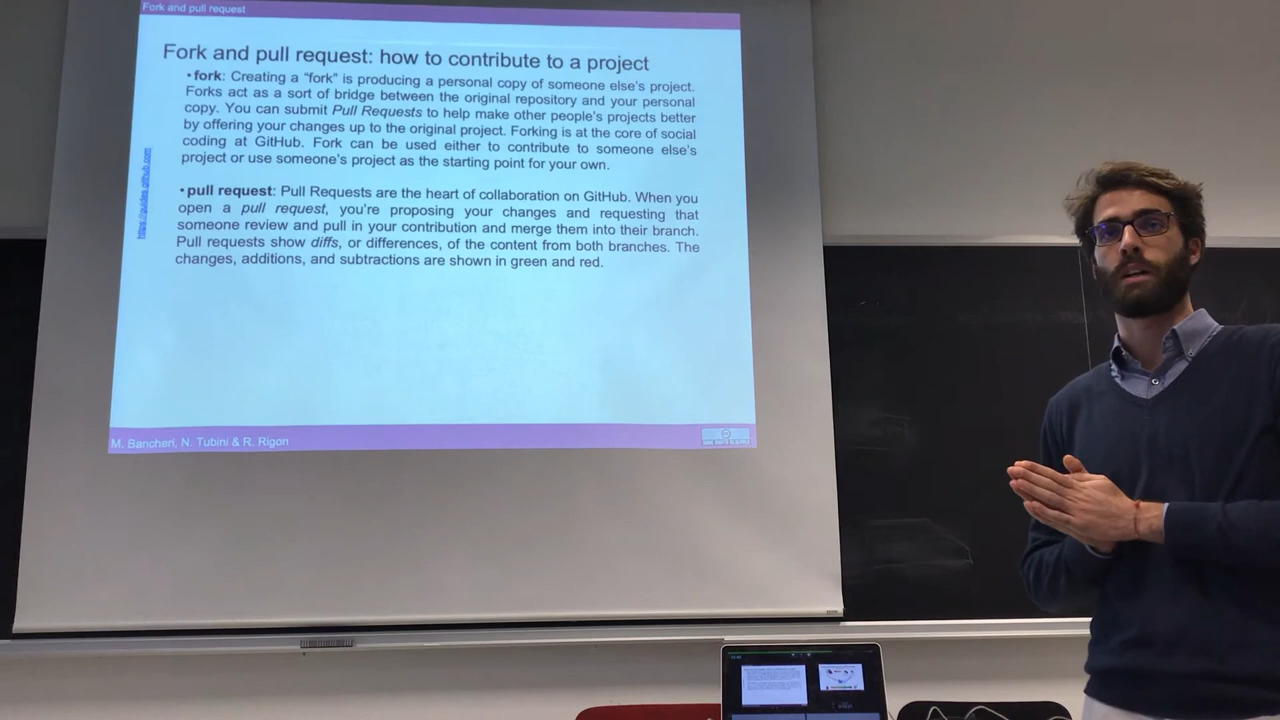 Fork and pull request
Fork and pull request: how to contribute to a project
•fork: Creating a “fork” is producing a personal copy of someone else’s project.
Forks act as a sort of bridge between the original repository and your personal
copy. You can submit Pull Requests to help make other people’s projects better
by offering your changes up to the original project. Forking is at the core of social
coding at GitHub. Fork can be used either to contribute to someone else’s
project or use someone’s project as the starting point for your own.
https://guides.github.com
•pull request: Pull Requests are the heart of collaboration on GitHub. When you
open a pull request, you’re proposing your changes and requesting that
someone review and pull in your contribution and merge them into their branch.
Pull requests show diffs, or differences, of the content from both branches. The
changes, additions, and subtractions are shown in green and red.
M. Bancheri, N. Tubini & R. Rigon
SOME RIGHTS RESERVED